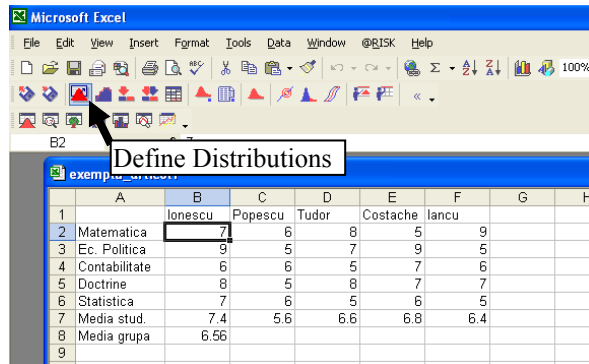 Microsoft Excel
File Edit View Insert Format Tools Data Window @RISK Help
100%
B2
Define Distributions
A B C D E F G
1 Ionescu Popescu Tudor Costache Iancu
2 Matematica 7 6 8 5 9
3 Ec. Politica 9 5 7 9 5
4 Contabilitate 6 6 5 7 6
5 Doctrine 8 5 8 7 7
6 Statistica 7 6 5 6 5
7 Media stud. 7.4 5.6 6.6 6.8 6.4
8 Media grupa 6.56
9